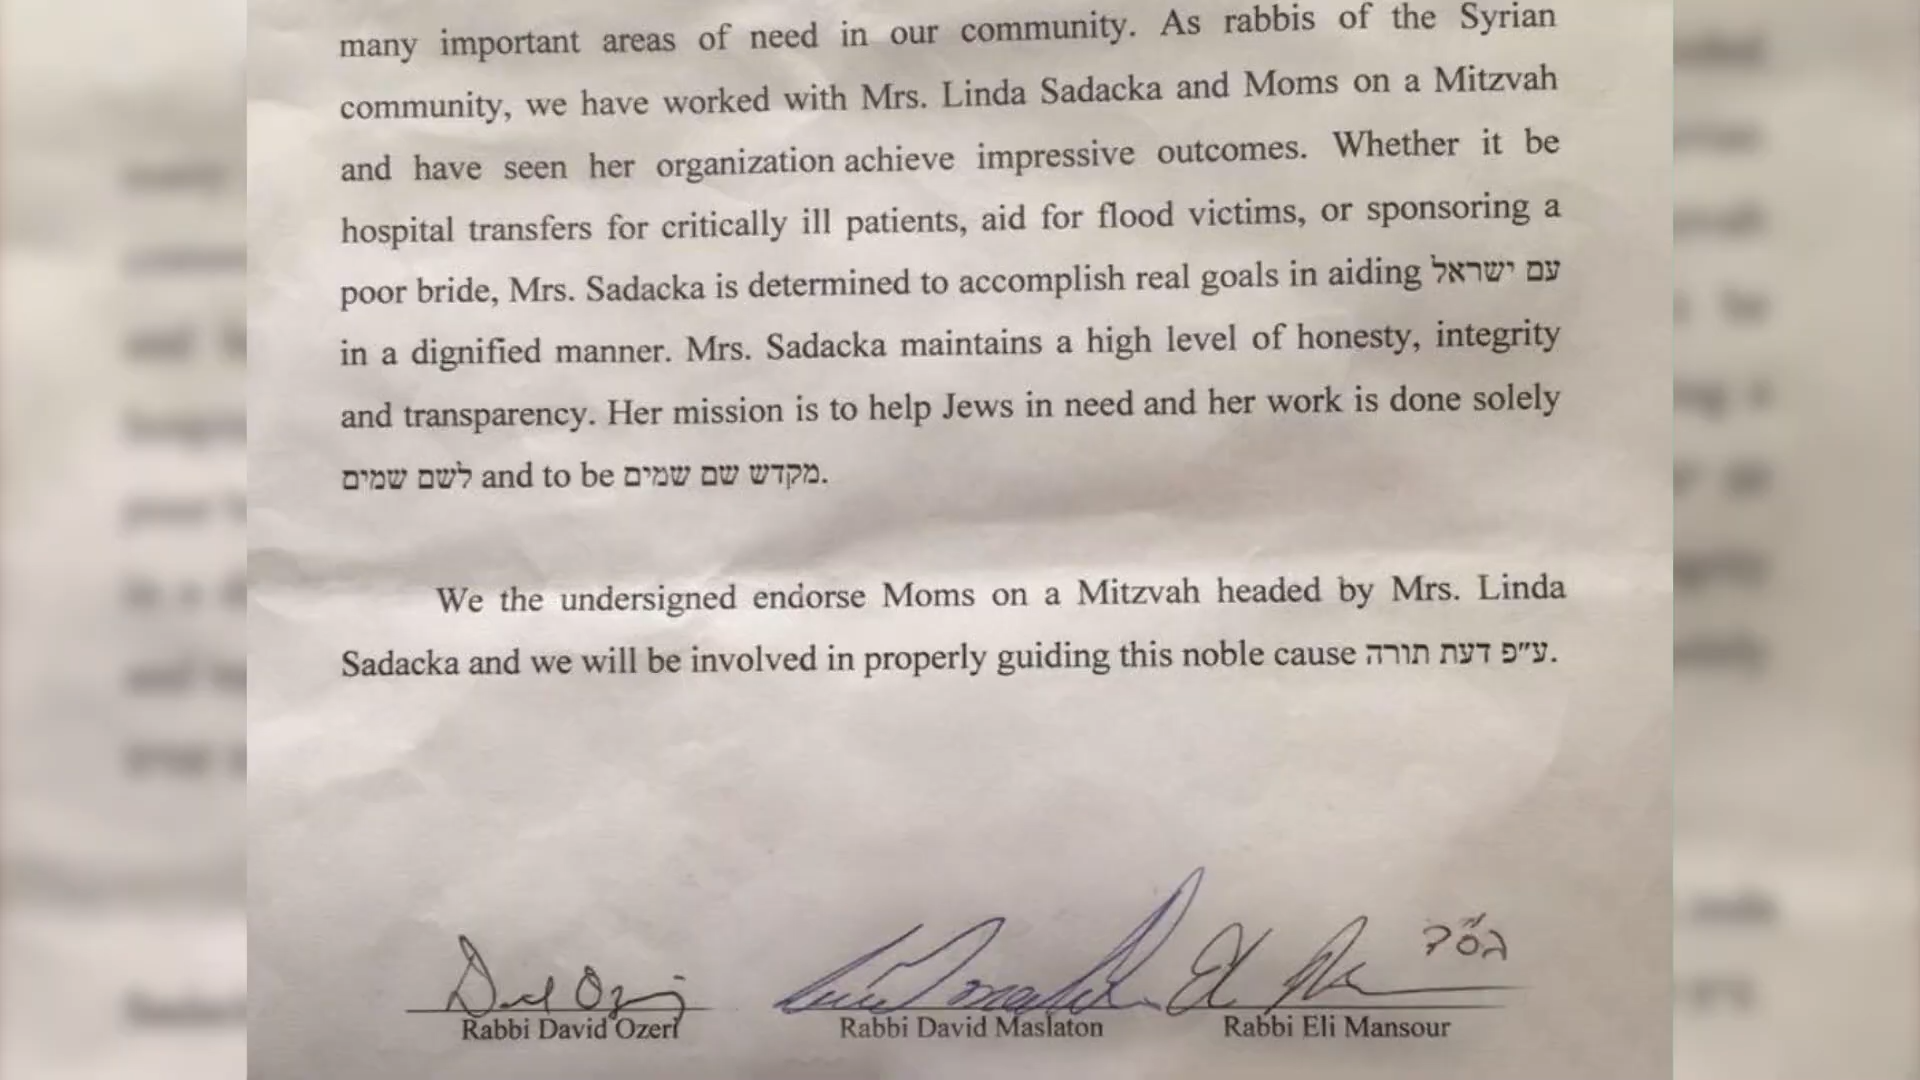 many important areas of need in our community. As rabbis of the Syrian
community, we have worked with Mrs. Linda Sadacka and Moms on a Mitzvah
and have seen her organization achieve impressive outcomes. Whether it be
hospital transfers for critically ill patients, aid for flood victims, or sponsoring a
poor bride, Mrs. Sadacka is determined to accomplish real goals in aiding עם ישראל
in a dignified manner. Mrs. Sadacka maintains a high level of honesty, integrity
and transparency. Her mission is to help Jews in need and her work is done solely
לשם שמים and to be מקדש שם שמים.
We the undersigned endorse Moms on a Mitzvah headed by Mrs. Linda
Sadacka and we will be involved in properly guiding this noble cause ע״פ דעת תורה.
David Ozeri
Rabbi David Ozeri Rabbi David Maslaton Rabbi Eli Mansour